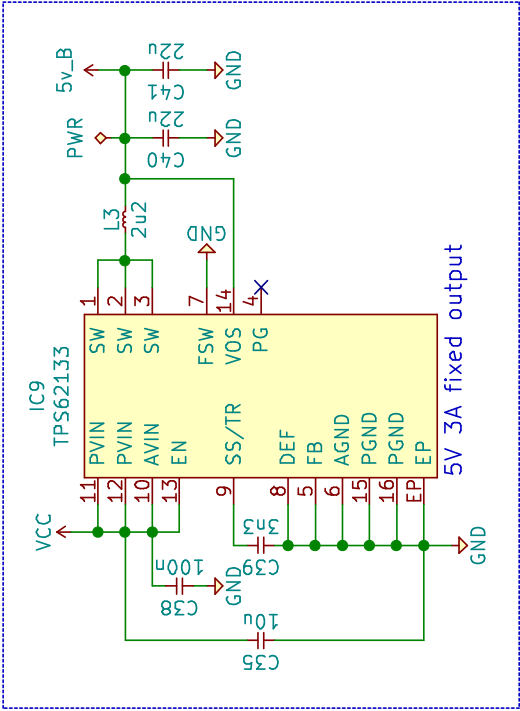 22u
5v_B
GND
C41
22u
PWR
GND
C40
L3
2u2
GND
1
2
3
7
14
4
SW
SW
SW
FSW
VOS
PG
IC9
TPS62133
5V 3A fixed output
PVIN
PVIN
AVIN
EN
SS/TR
DEF
FB
AGND
PGND
PGND
EP
11
12
10
13
9
8
5
6
15
16
EP
VCC
3n3
C39
GND
100n
C38
GND
10u
C35